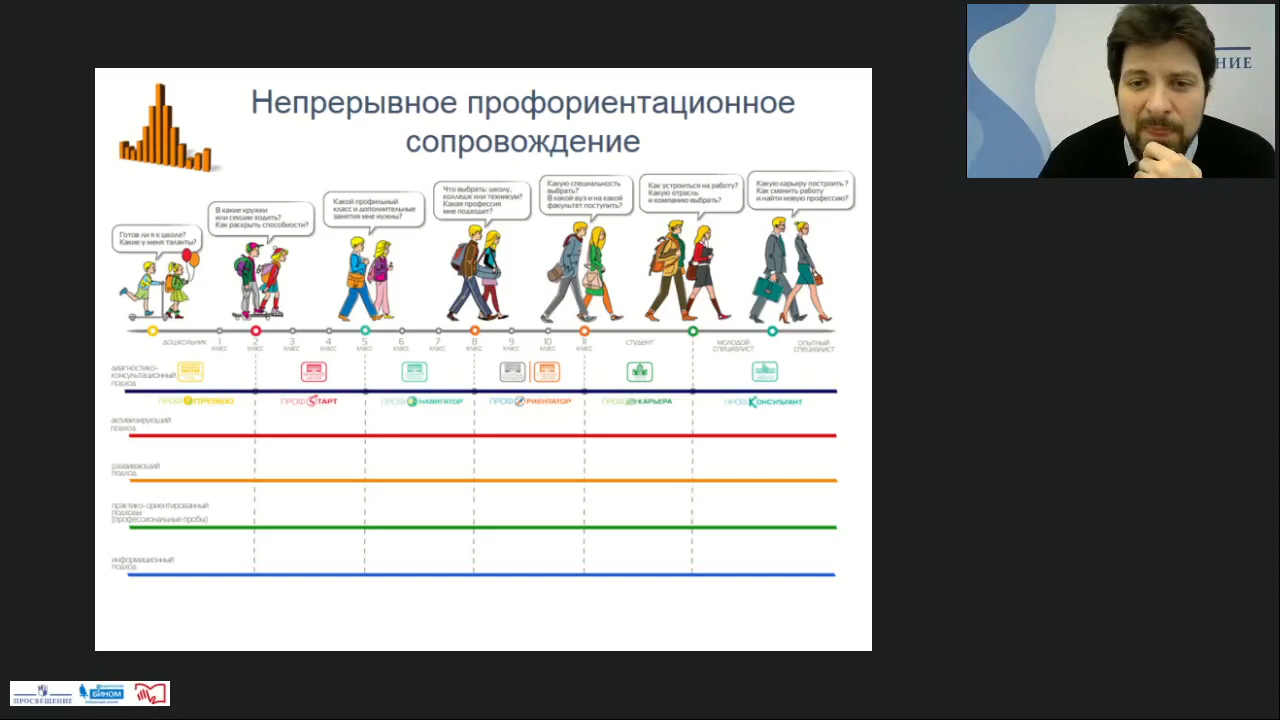 НИЕ
Непрерывное профориентационное
сопровождение
Готов ли я к школе?
Какие у меня таланты?
В какие кружки
или секции ходить?
Как раскрыть способности?
Какой профильный
класс и дополнительные
занятия мне нужны?
Что выбрать: школу,
колледж или техникум?
Какая профессия
мне подходит?
Какую специальность
выбрать?
В какой вуз и на какой
факультет поступить?
Как устроиться на работу?
Какую отрасль
и компанию выбрать?
Какую карьеру построить ?
Как сменить работу
и найти новую профессию?
ДОШКОЛЬНИК
1 КЛАСС
2 КЛАСС
3 КЛАСС
4 КЛАСС
5 КЛАСС
6 КЛАСС
7 КЛАСС
8 КЛАСС
9 КЛАСС
10 КЛАСС
11 КЛАСС
СТУДЕНТ
МОЛОДОЙ
СПЕЦИАЛИСТ
ОПЫТНЫЙ
СПЕЦИАЛИСТ
диагностико-
консультационный
подход
ПРОФПРЕВЬЮ
ПРОФСТАРТ
ПРОФНАВИГАТОР
ПРОФОРИЕНТАТОР
ПРОФКАРЬЕРА
ПРОФКОНСУЛЬТАНТ
активизирующий
подход
развивающий
подход
практико-ориентированный
подходы
(профессиональные пробы)
информационный
подход
ПРОСВЕЩЕНИЕ
БИНОМ